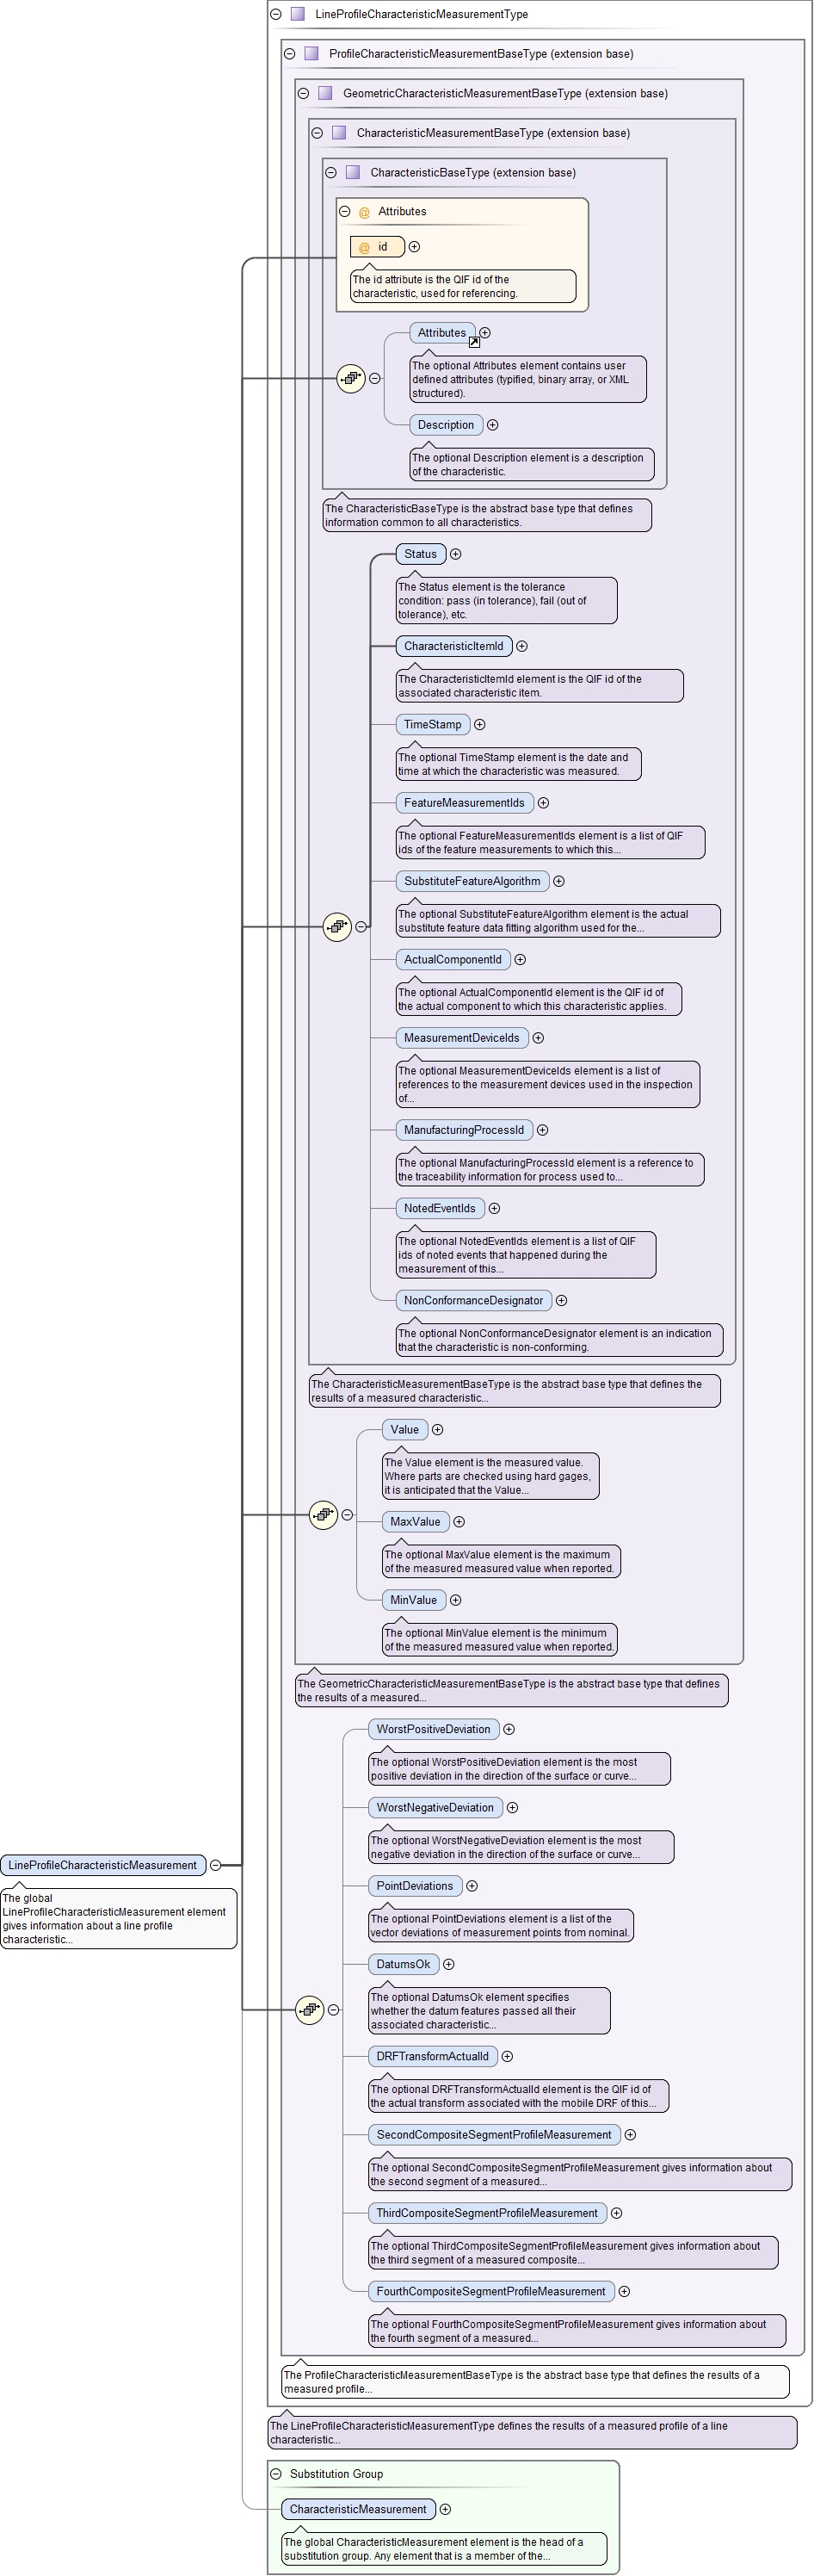 LineProfileCharacteristicMeasurementType
ProfileCharacteristicMeasurementBaseType (extension base)
GeometricCharacteristicMeasurementBaseType (extension base)
CharacteristicMeasurementBaseType (extension base)
CharacteristicBaseType (extension base)
@ Attributes
@ id
The id attribute is the QIF id of the
characteristic, used for referencing.
Attributes
The optional Attributes element contains user
defined attributes (typified, binary array, or XML
structured).
Description
The optional Description element is a description
of the characteristic.
The CharacteristicBaseType is the abstract base type that defines
information common to all characteristics.
Status
The Status element is the tolerance
condition: pass (in tolerance), fail (out of
tolerance), etc.
CharacteristicItemId
The CharacteristicItemId element is the QIF id of the
associated characteristic item.
TimeStamp
The optional TimeStamp element is the date and
time at which the characteristic was measured.
FeatureMeasurementIds
The optional FeatureMeasurementIds element is a list of QIF
ids of the feature measurements to which this...
SubstituteFeatureAlgorithm
The optional SubstituteFeatureAlgorithm element is the actual
substitute feature data fitting algorithm used for the...
ActualComponentId
The optional ActualComponentId element is the QIF id of
the actual component to which this characteristic applies.
MeasurementDeviceIds
The optional MeasurementDeviceIds element is a list of
references to the measurement devices used in the inspection
of...
ManufacturingProcessId
The optional ManufacturingProcessId element is a reference to
the traceability information for process used to...
NotedEventIds
The optional NotedEventIds element is a list of QIF
ids of noted events that happened during the
measurement of this...
NonConformanceDesignator
The optional NonConformanceDesignator element is an indication
that the characteristic is non-conforming.
The CharacteristicMeasurementBaseType is the abstract base type that defines the
results of a measured characteristic...
Value
The Value element is the measured value.
Where parts are checked using hard gages,
it is anticipated that the Value...
MaxValue
The optional MaxValue element is the maximum
of the measured measured value when reported.
MinValue
The optional MinValue element is the minimum
of the measured measured value when reported.
The GeometricCharacteristicMeasurementBaseType is the abstract base type that defines
the results of a measured...
WorstPositiveDeviation
The optional WorstPositiveDeviation element is the most
positive deviation in the direction of the surface or curve...
WorstNegativeDeviation
The optional WorstNegativeDeviation element is the most
negative deviation in the direction of the surface or curve...
LineProfileCharacteristicMeasurement
The global
LineProfileCharacteristicMeasurement element
gives information about a line profile
characteristic...
PointDeviations
The optional PointDeviations element is a list of the
vector deviations of measurement points from nominal.
DatumsOk
The optional DatumsOk element specifies
whether the datum features passed all their
associated characteristic...
DRFTransformActualId
The optional DRFTransformActualId element is the QIF id of
the actual transform associated with the mobile DRF of this...
SecondCompositeSegmentProfileMeasurement
The optional SecondCompositeSegmentProfileMeasurement gives information about
the second segment of a measured...
ThirdCompositeSegmentProfileMeasurement
The optional ThirdCompositeSegmentProfileMeasurement gives information about
the third segment of a measured composite...
FourthCompositeSegmentProfileMeasurement
The optional FourthCompositeSegmentProfileMeasurement gives information about
the fourth segment of a measured...
The ProfileCharacteristicMeasurementBaseType is the abstract base type that defines the results of a
measured profile...
The LineProfileCharacteristicMeasurementType defines the results of a measured profile of a line
characteristic...
Substitution Group
CharacteristicMeasurement
The global CharacteristicMeasurement element is the head of a
substitution group. Any element that is a member of the...